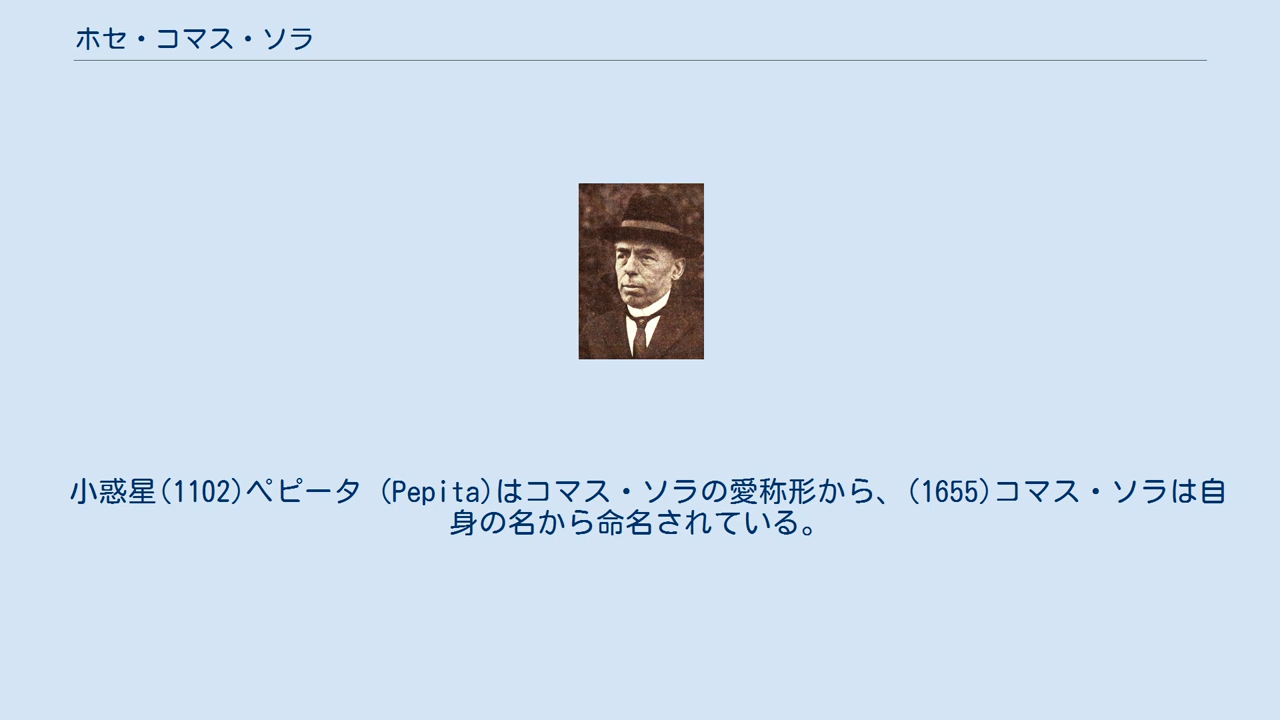 ホセ・コマス・ソラ
小惑星(1102)ペピータ (Pepita)はコマス・ソラの愛称形から、(1655)コマス・ソラは自
身の名から命名されている。